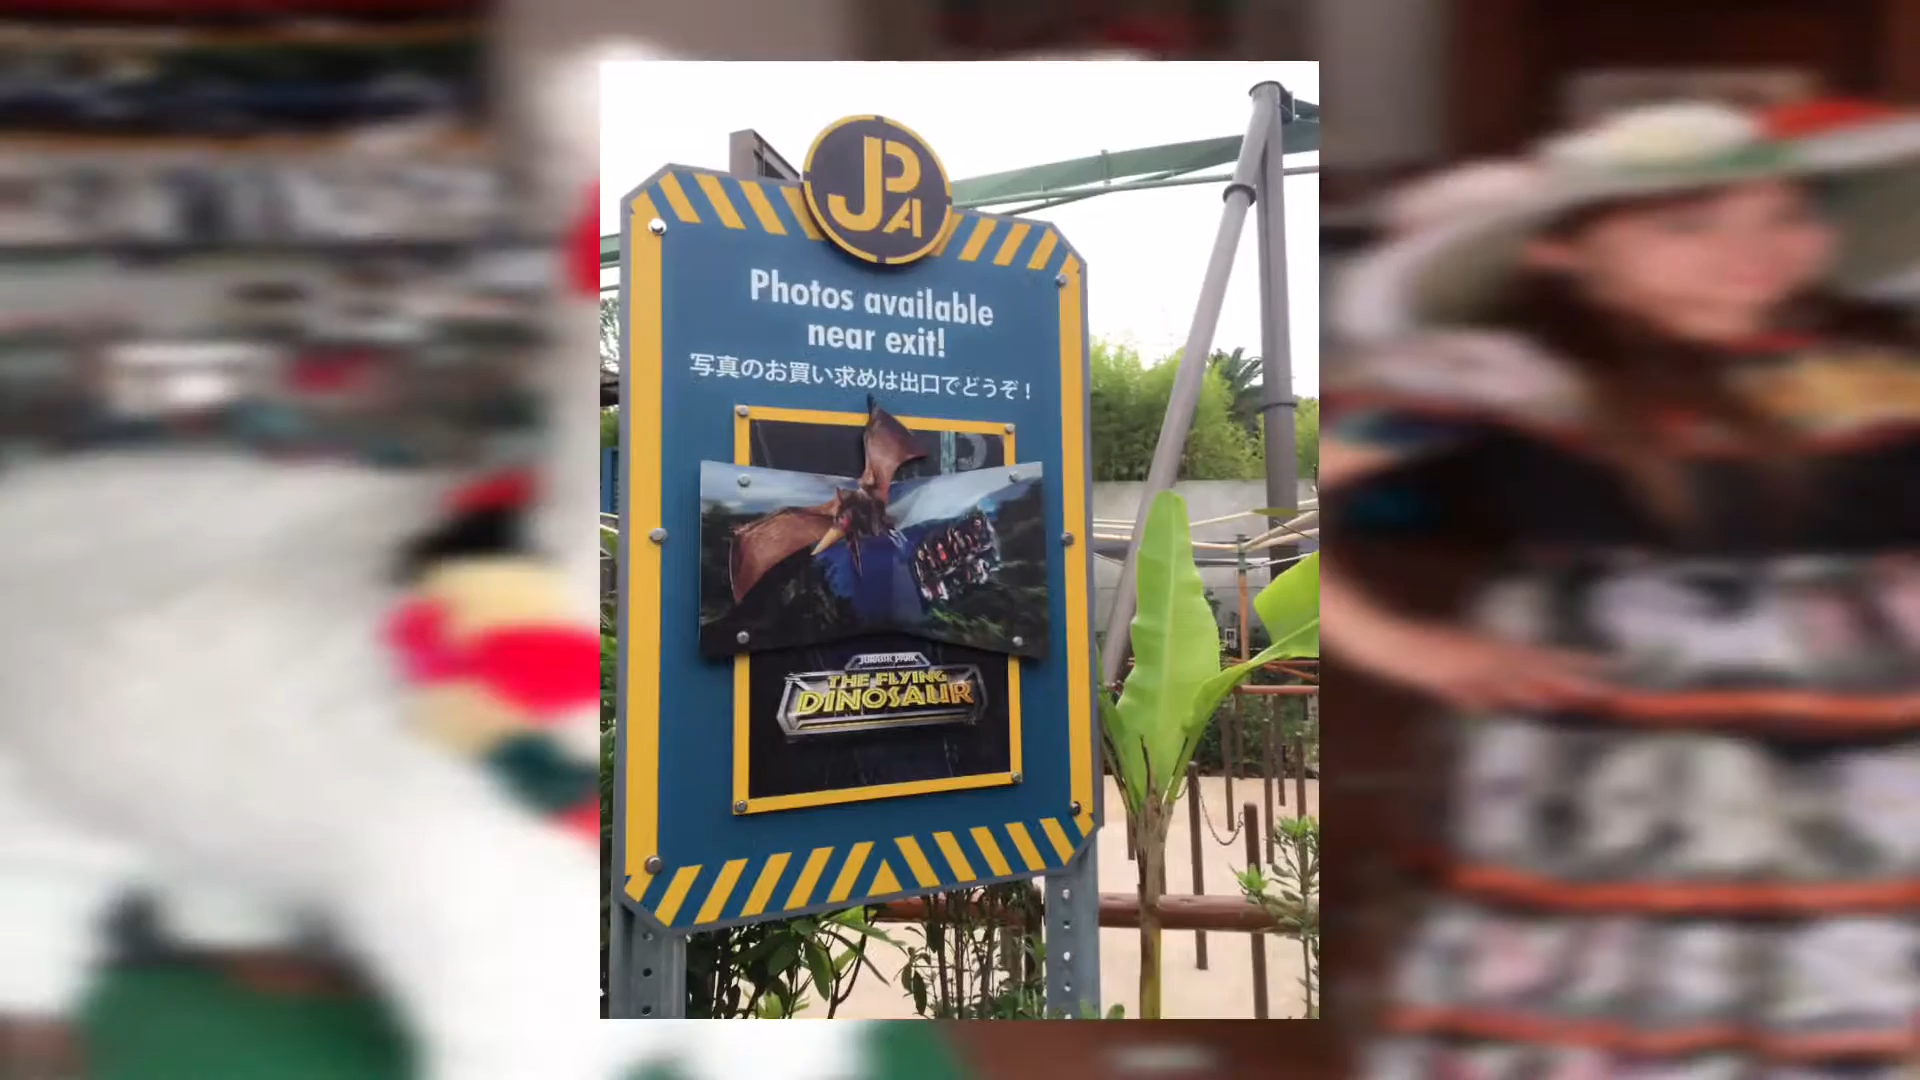 JPA
Photos available
near exit!
写真のお買い求めは出口でどうぞ！
JURASSIC PARK
THE FLYING
DINOSAUR